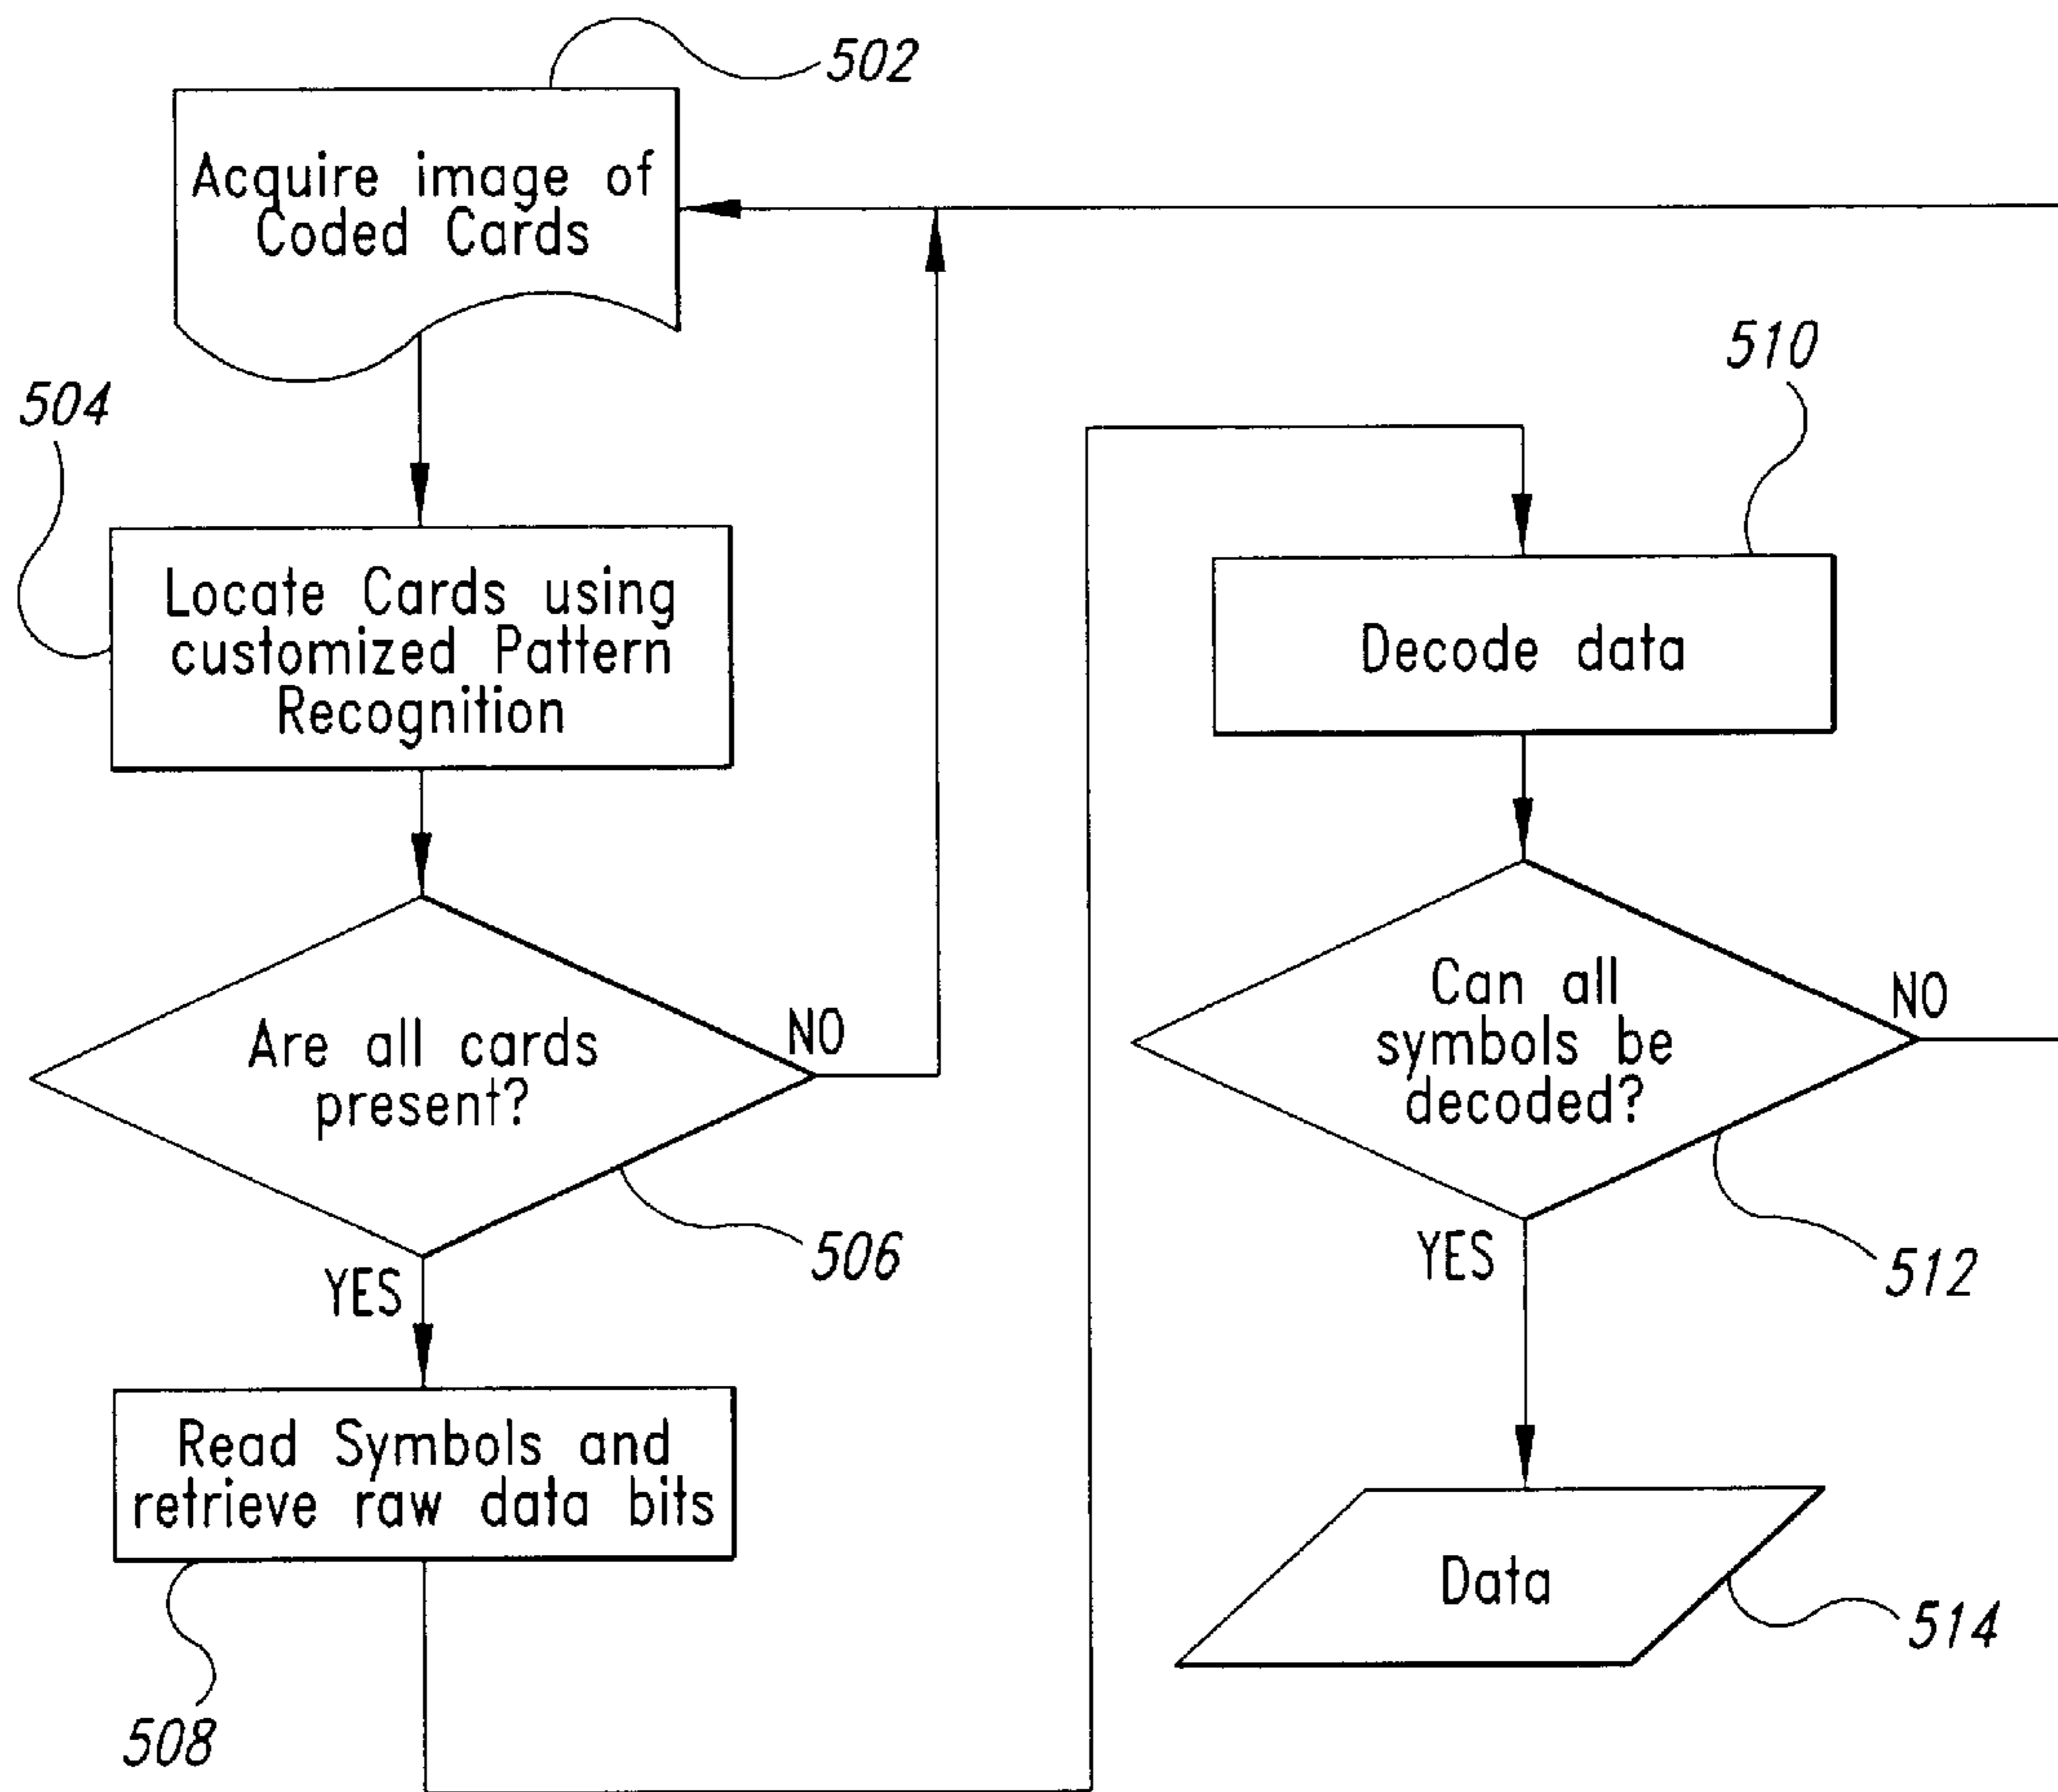 502
Acquire image of
Coded Cards
504
Locate Cards using
customized Pattern
Recognition
Are all cards
present?
NO
506
YES
Read Symbols and
retrieve raw data bits
508
510
Decode data
Can all
symbols be
decoded?
NO
512
YES
Data
514